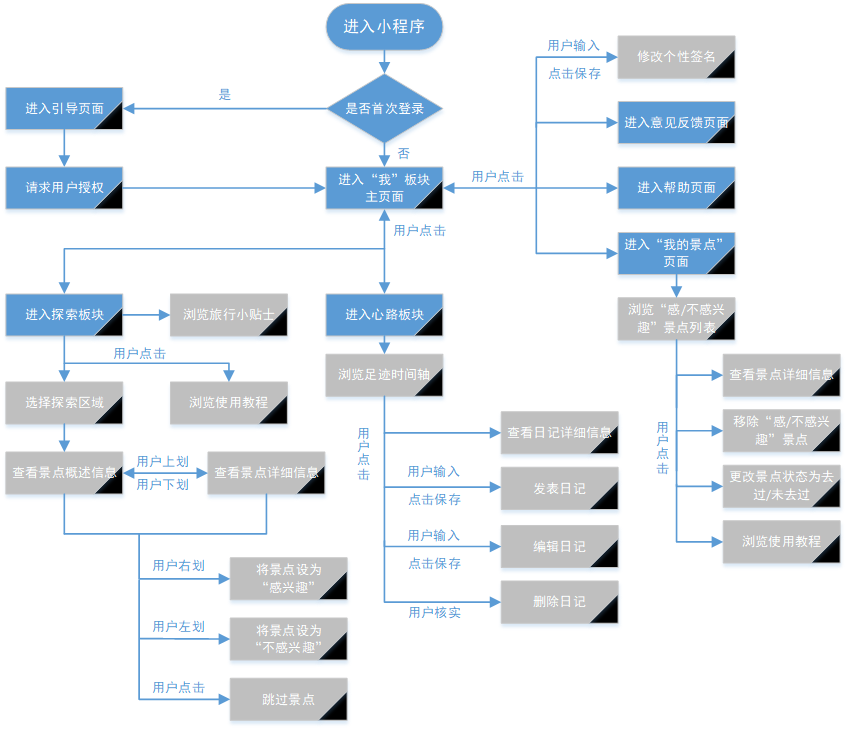 进入小程序
用户输入
修改个性签名
点击保存
是
是否首次登录
进入引导页面
进入意见反馈页面
否
请求用户授权
进入“我”板块
主页面
用户点击
进入帮助页面
用户点击
进入“我的景点”
页面
进入探索板块
浏览旅行小贴士
进入心路板块
浏览“感/不感兴
趣”景点列表
用户点击
浏览足迹时间轴
查看景点详细信息
选择探索区域
浏览使用教程
移除“感/不感兴
趣”景点
用户点击
查看日记详细信息
用户点击
查看景点概述信息
用户上划
用户下划
查看景点详细信息
用户输入
点击保存
发表日记
更改景点状态为去
过/未去过
用户输入
点击保存
编辑日记
浏览使用教程
用户右划
将景点设为
“感兴趣”
用户核实
删除日记
用户左划
将景点设为
“不感兴趣”
用户点击
跳过景点